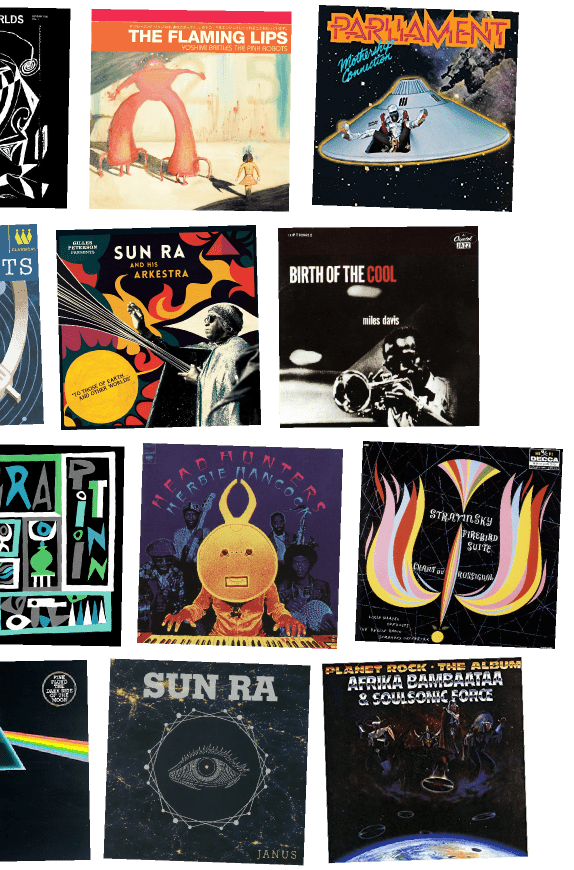 RLDS
THE FLAMING LIPS
YOSHIMI BATTLES THE PINK ROBOTS
PARLIAMENT
Mothership
Connection
TS
GILLES
PETERSON
PRESENTS:
SUN RA
AND HIS
ARKESTRA
"TO THOSE OF EARTH...
AND OTHER WORLDS"
Capitol
JAZZ
BIRTH OF THE COOL
miles davis
HEAD HUNTERS
HERBIE HANCOCK
DECCA
STRAVINSKY
FIREBIRD
SUITE
CHANT DU ROSSIGNOL
PINK
FLOYD
THE
DARK SIDE
OF THE
MOON
SUN RA
JANUS
PLANET ROCK · THE ALBUM
AFRIKA BAMBAATAA
& SOULSONIC FORCE